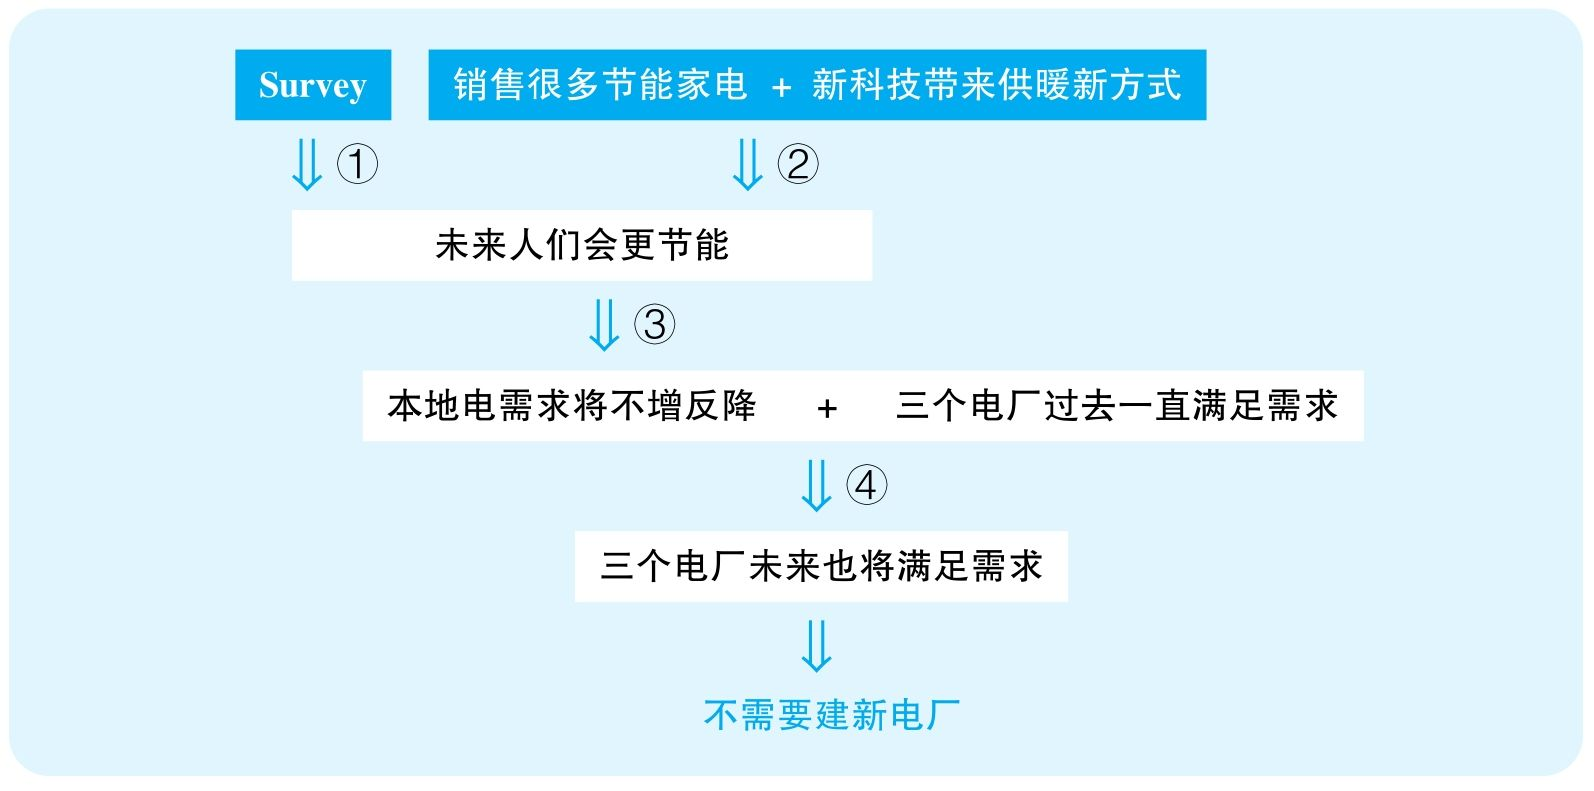 Survey 销售很多节能家电 + 新科技带来供暖新方式
① ②
未来人们会更节能
③
本地电需求将不增反降 + 三个电厂过去一直满足需求
④
三个电厂未来也将满足需求
不需要建新电厂